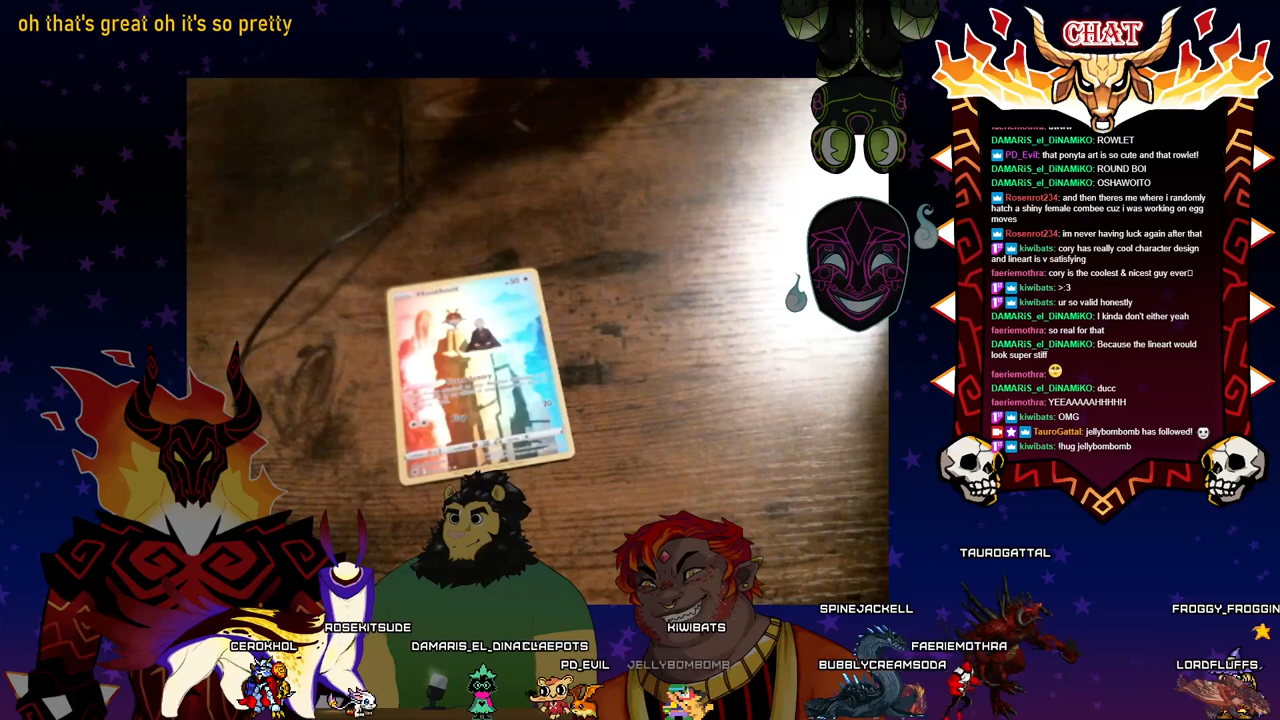 oh that's great oh it's so pretty
CHAT
DAMARiS_el_DiNAMiKO: ROWLET
PD_Evil: that ponyta art is so cute and that rowlet!
DAMARiS_el_DiNAMiKO: ROUND BOI
DAMARiS_el_DiNAMiKO: OSHAWOITO
Rosenrot234: and then theres me where i randomly
hatch a shiny female combee cuz i was working on egg
moves
Rosenrot234: im never having luck again after that
kiwibats: cory has really cool character design
and lineart is v satisfying
faeriemothra: cory is the coolest & nicest guy ever
kiwibats: >:3
kiwibats: ur so valid honestly
DAMARiS_el_DiNAMiKO: I kinda don't either yeah
faeriemothra: so real for that
DAMARiS_el_DiNAMiKO: Because the lineart would
look super stiff
faeriemothra:
DAMARiS_el_DiNAMiKO: ducc
faeriemothra: YEEAAAAAHHHHH
kiwibats: OMG
TauroGattal: jellybombomb has followed!
kiwibats: !hug jellybombomb
Hoothoot
20
TAUROGATTAL
SPINEJACKELL
FROGGY_FROGGIN
ROSEKITSUDE
KIWIBATS
CEROKHOL
DAMARIS_EL_DINACLAEPOTS
FAERIEMOTHRA
PD_EVIL
JELLYBOMBOMB
BUBBLYCREAMSODA
LORDFLUFFS